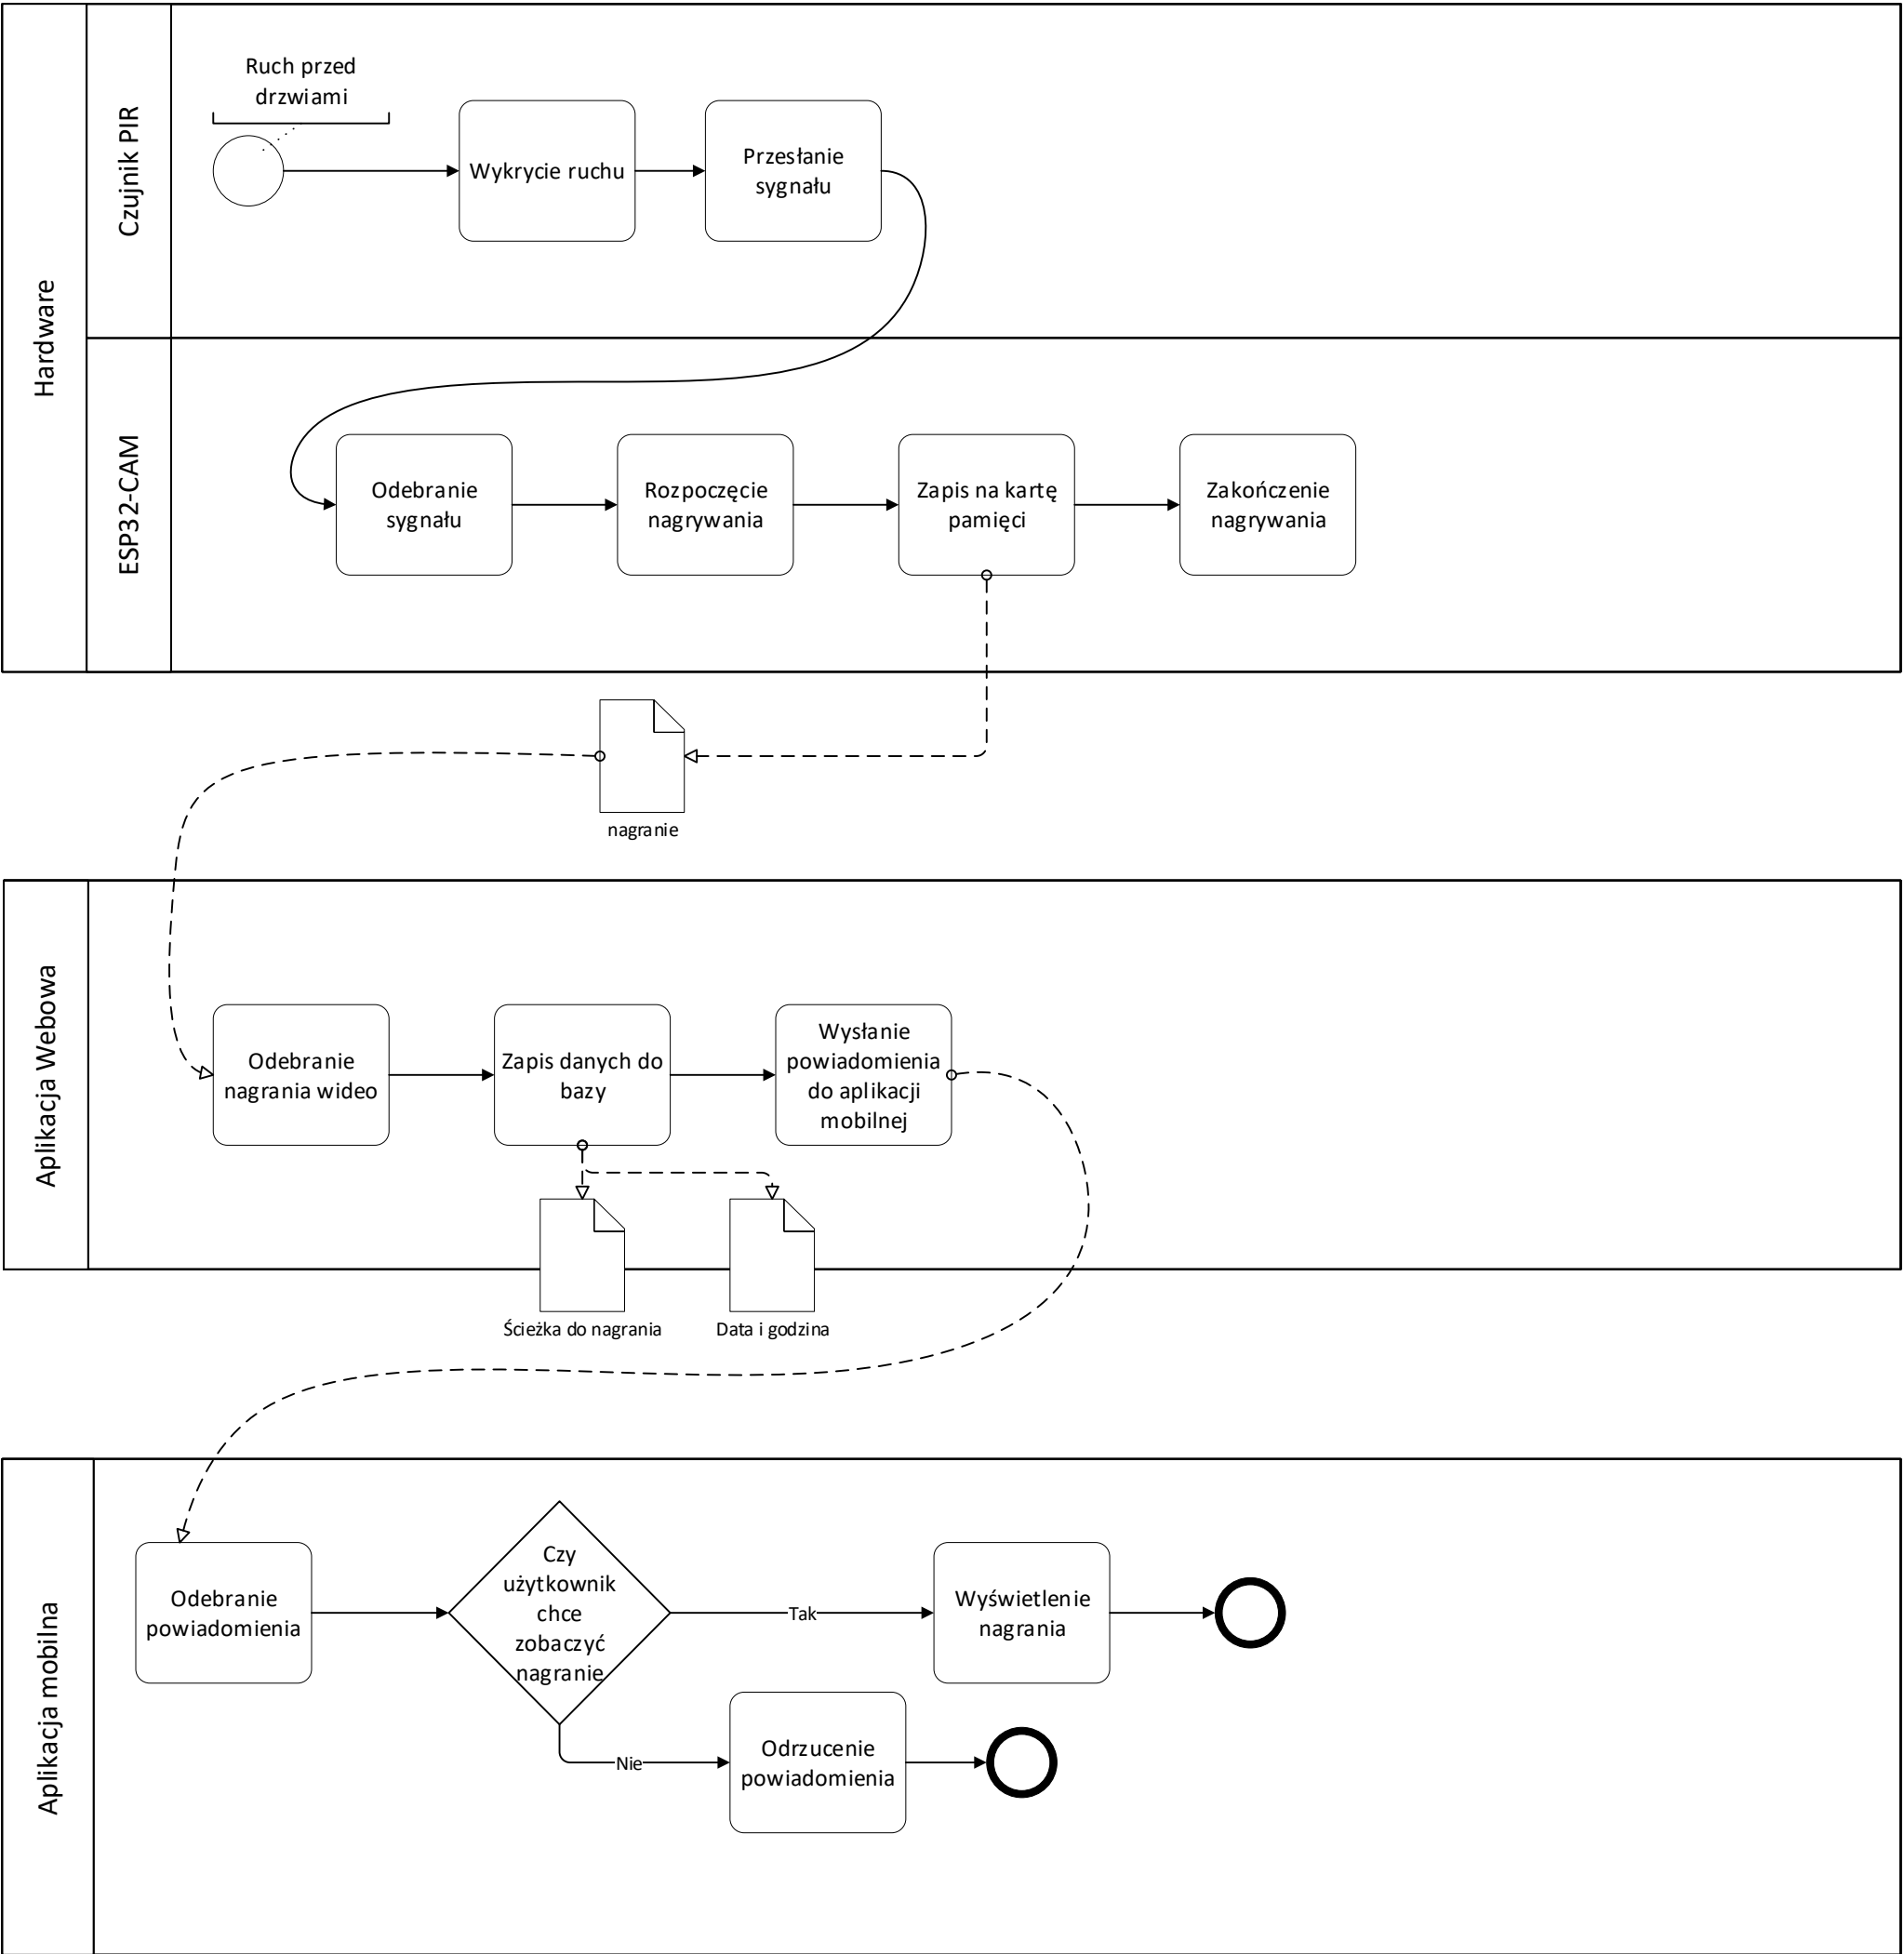 Hardware
Czujnik PIR
Ruch przed
drzwiami
Wykrycie ruchu
Przesłanie
sygnału
ESP32-CAM
Odebranie
sygnału
Rozpoczęcie
nagrywania
Zapis na kartę
pamięci
Zakończenie
nagrywania
nagranie
Aplikacja Webowa
Odebranie
nagrania wideo
Zapis danych do
bazy
Wysłanie
powiadomienia
do aplikacji
mobilnej
Ścieżka do nagrania
Data i godzina
Aplikacja mobilna
Odebranie
powiadomienia
Czy
użytkownik
chce
zobaczyć
nagranie
Tak
Wyświetlenie
nagrania
Nie
Odrzucenie
powiadomienia